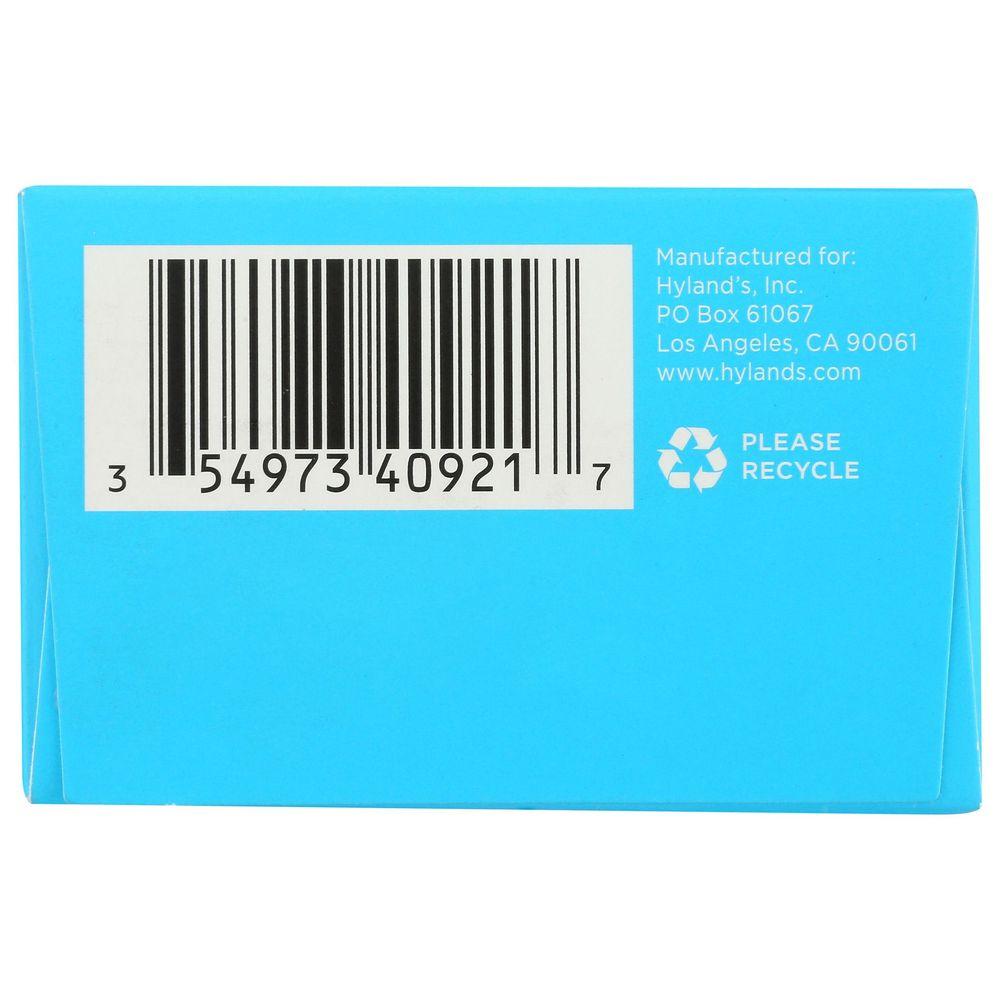 3 54973 40921 7
Manufactured for:
Hyland's, Inc.
PO Box 61067
Los Angeles, CA 90061
www.hylands.com
PLEASE
RECYCLE